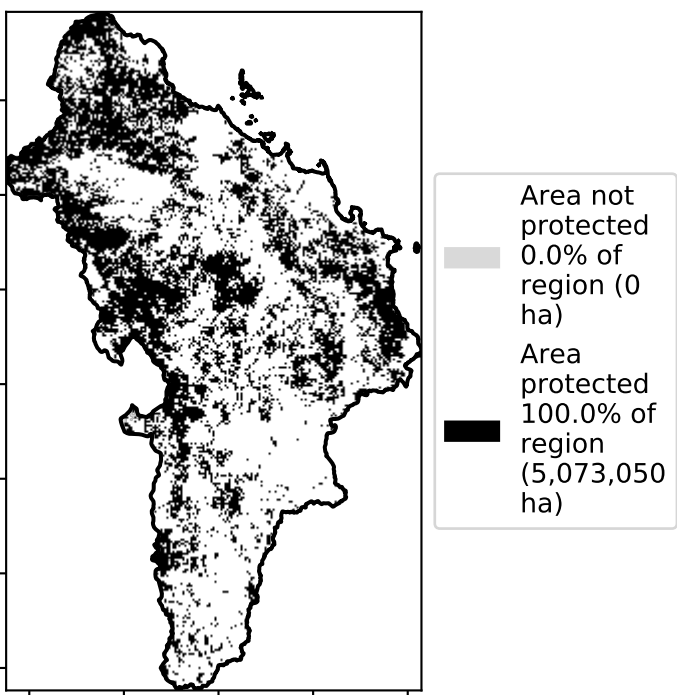 Area not
protected
0.0% of
region (0
ha)
Area
protected
100.0% of
region
(5,073,050
ha)